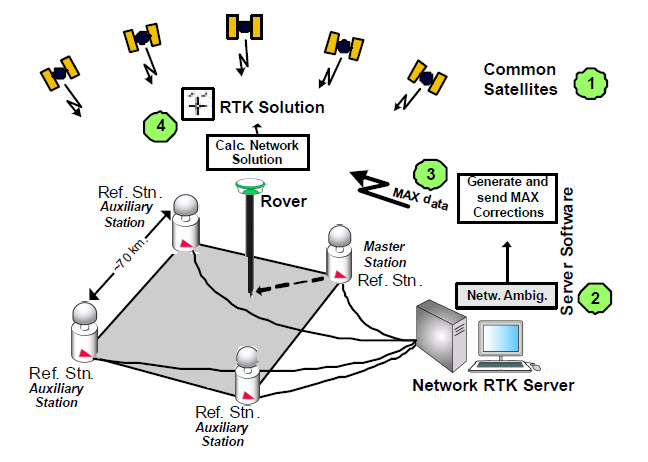 Common
Satellites
1
RTK Solution
4
Calc. Network
Solution
3
MAX data
Generate and
send MAX
Corrections
Server Software
Rover
Ref. Stn.
Auxiliary
Station
~70 km.
Master
Station
Ref. Stn.
Netw. Ambig.
2
Network RTK Server
Ref. Stn.
Auxiliary
Station
Ref. Stn.
Auxiliary
Station